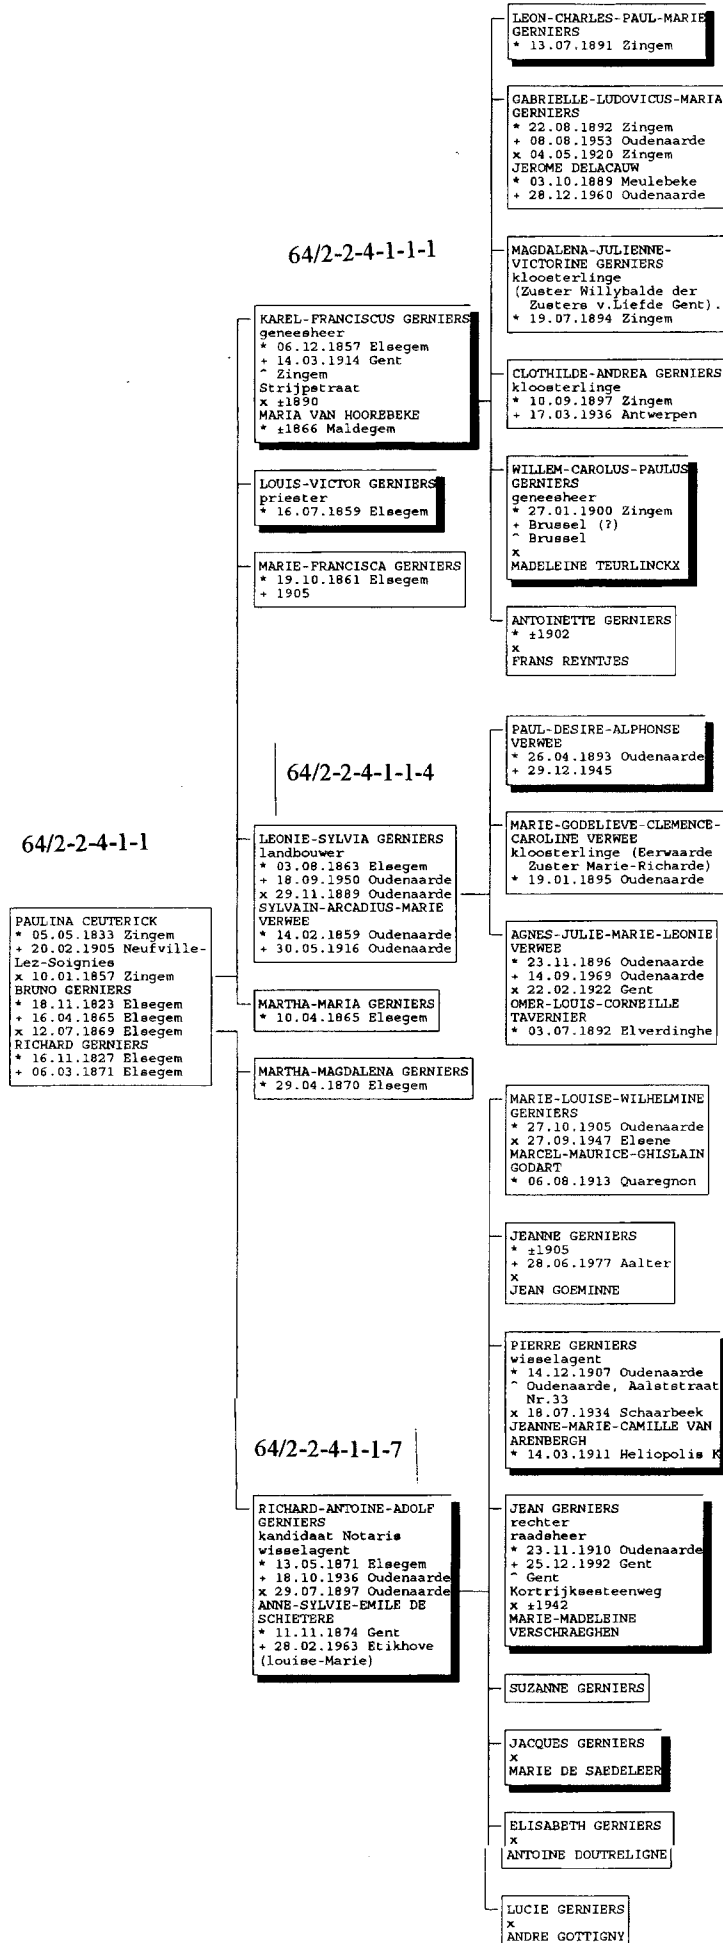 LEON-CHARLES-PAUL-MARIE
GERNIERS
* 13.07.1891 Zingem
GABRIELLE-LUDOVICUS-MARIA
GERNIERS
* 22.08.1892 Zingem
+ 08.08.1953 Oudenaarde
x 04.05.1920 Zingem
JEROME DELACAUW
* 03.10.1889 Meulebeke
+ 28.12.1960 Oudenaarde
64/2-2-4-1-1-1
MAGDALENA-JULIENNE-
VICTORINE GERNIERS
kloosterlinge
(Zuster Willybalde der
Zusters v.Liefde Gent).
* 19.07.1894 Zingem
KAREL-FRANCISCUS GERNIERS
geneesheer
* 06.12.1857 Elsegem
+ 14.03.1914 Gent
^ Zingem
Strijpstraat
x ±1890
MARIA VAN HOOREBEKE
* ±1866 Maldegem
CLOTHILDE-ANDREA GERNIERS
kloosterlinge
* 10.09.1897 Zingem
+ 17.03.1936 Antwerpen
WILLEM-CAROLUS-PAULUS
GERNIERS
geneesheer
* 27.01.1900 Zingem
+ Brussel (?)
^ Brussel
x
MADELEINE TEURLINCKX
LOUIS-VICTOR GERNIERS
priester
* 16.07.1859 Elsegem
MARIE-FRANCISCA GERNIERS
* 19.10.1861 Elsegem
+ 1905
ANTOINETTE GERNIERS
* ±1902
x
FRANS REYNTJES
PAUL-DESIRE-ALPHONSE
VERWEE
* 26.04.1893 Oudenaarde
+ 29.12.1945
64/2-2-4-1-1-4
MARIE-GODELIEVE-CLEMENCE-
CAROLINE VERWEE
kloosterlinge (Eerwaarde
Zuster Marie-Richarde)
* 19.01.1895 Oudenaarde
64/2-2-4-1-1
LEONIE-SYLVIA GERNIERS
landbouwer
* 03.08.1863 Elsegem
+ 18.09.1950 Oudenaarde
x 29.11.1889 Oudenaarde
SYLVAIN-ARCADIUS-MARIE
VERWEE
* 14.02.1859 Oudenaarde
+ 30.05.1916 Oudenaarde
PAULINA CEUTERICK
* 05.05.1833 Zingem
+ 20.02.1905 Neufville-
Lez-Soignies
x 10.01.1857 Zingem
BRUNO GERNIERS
* 18.11.1823 Elsegem
+ 16.04.1865 Elsegem
x 12.07.1869 Elsegem
RICHARD GERNIERS
* 16.11.1827 Elsegem
+ 06.03.1871 Elsegem
AGNES-JULIE-MARIE-LEONIE
VERWEE
* 23.11.1896 Oudenaarde
+ 14.09.1969 Oudenaarde
x 22.02.1922 Gent
OMER-LOUIS-CORNEILLE
TAVERNIER
* 03.07.1892 Elverdinghe
MARTHA-MARIA GERNIERS
* 10.04.1865 Elsegem
MARTHA-MAGDALENA GERNIERS
* 29.04.1870 Elsegem
MARIE-LOUISE-WILHELMINE
GERNIERS
* 27.10.1905 Oudenaarde
x 27.09.1947 Elsene
MARCEL-MAURICE-GHISLAIN
GODART
* 06.08.1913 Quaregnon
JEANNE GERNIERS
* ±1905
+ 28.06.1977 Aalter
x
JEAN GOEMINNE
PIERRE GERNIERS
wisselagent
* 14.12.1907 Oudenaarde
^ Oudenaarde, Aalststraat
Nr.33
x 18.07.1934 Schaarbeek
JEANNE-MARIE-CAMILLE VAN
ARENBERGH
* 14.03.1911 Heliopolis K
64/2-2-4-1-1-7
RICHARD-ANTOINE-ADOLF
GERNIERS
kandidaat Notaris
wisselagent
* 13.05.1871 Elsegem
+ 18.10.1936 Oudenaarde
x 29.07.1897 Oudenaarde
ANNE-SYLVIE-EMILE DE
SCHIETERE
* 11.11.1874 Gent
+ 28.02.1963 Etikhove
(louise-Marie)
JEAN GERNIERS
rechter
raadsheer
* 23.11.1910 Oudenaarde
+ 25.12.1992 Gent
^ Gent
Kortrijksesteenweg
x ±1942
MARIE-MADELEINE
VERSCHRAEGHEN
SUZANNE GERNIERS
JACQUES GERNIERS
x
MARIE DE SAEDELEER
ELISABETH GERNIERS
x
ANTOINE DOUTRELIGNE
LUCIE GERNIERS
x
ANDRE GOTTIGNY